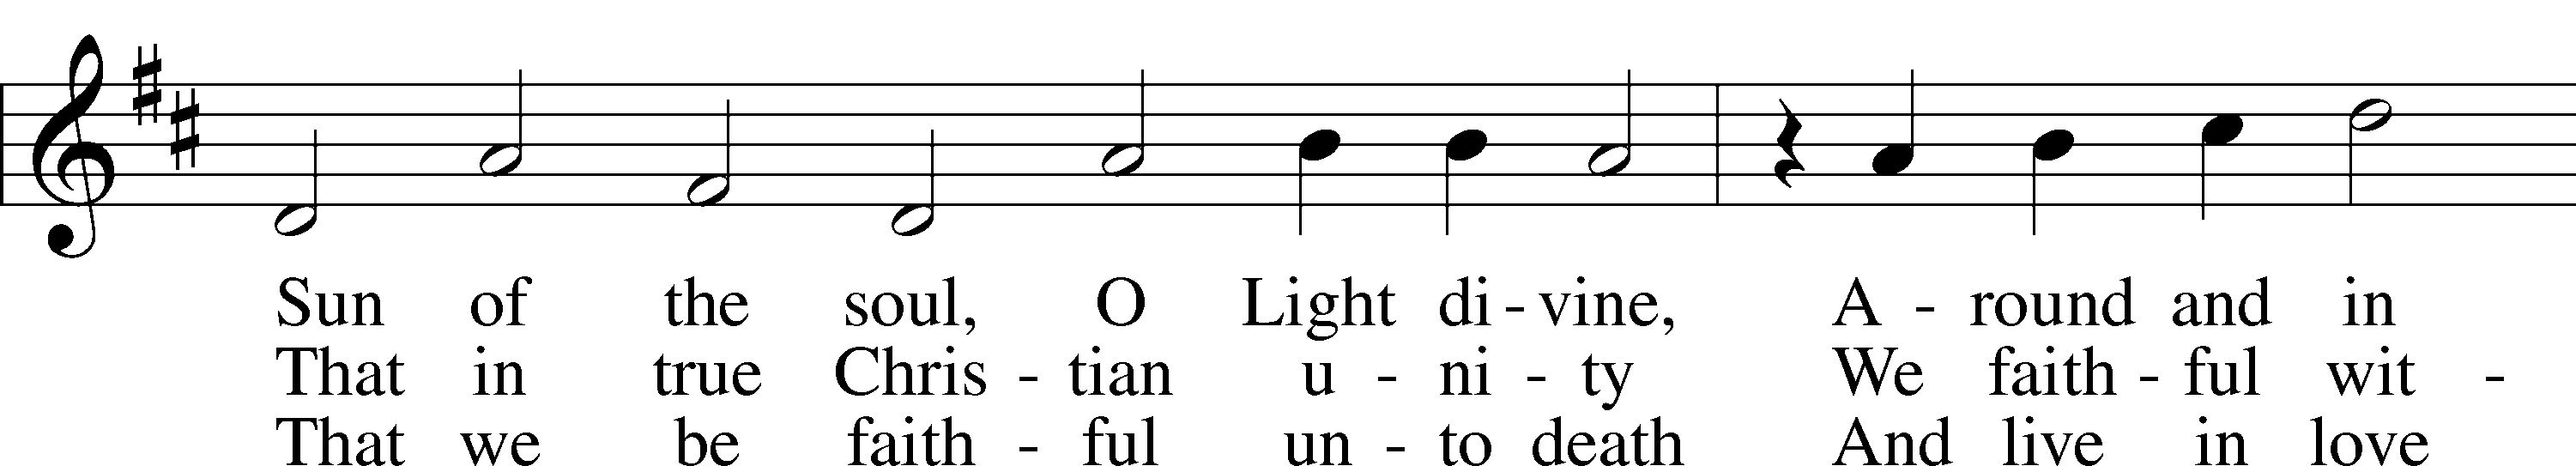 Sun of the soul, O Light di - vine, A - round and in
That in true Chris - tian u - ni - ty We faith - ful wit -
That we be faith - ful un - to death And live in love